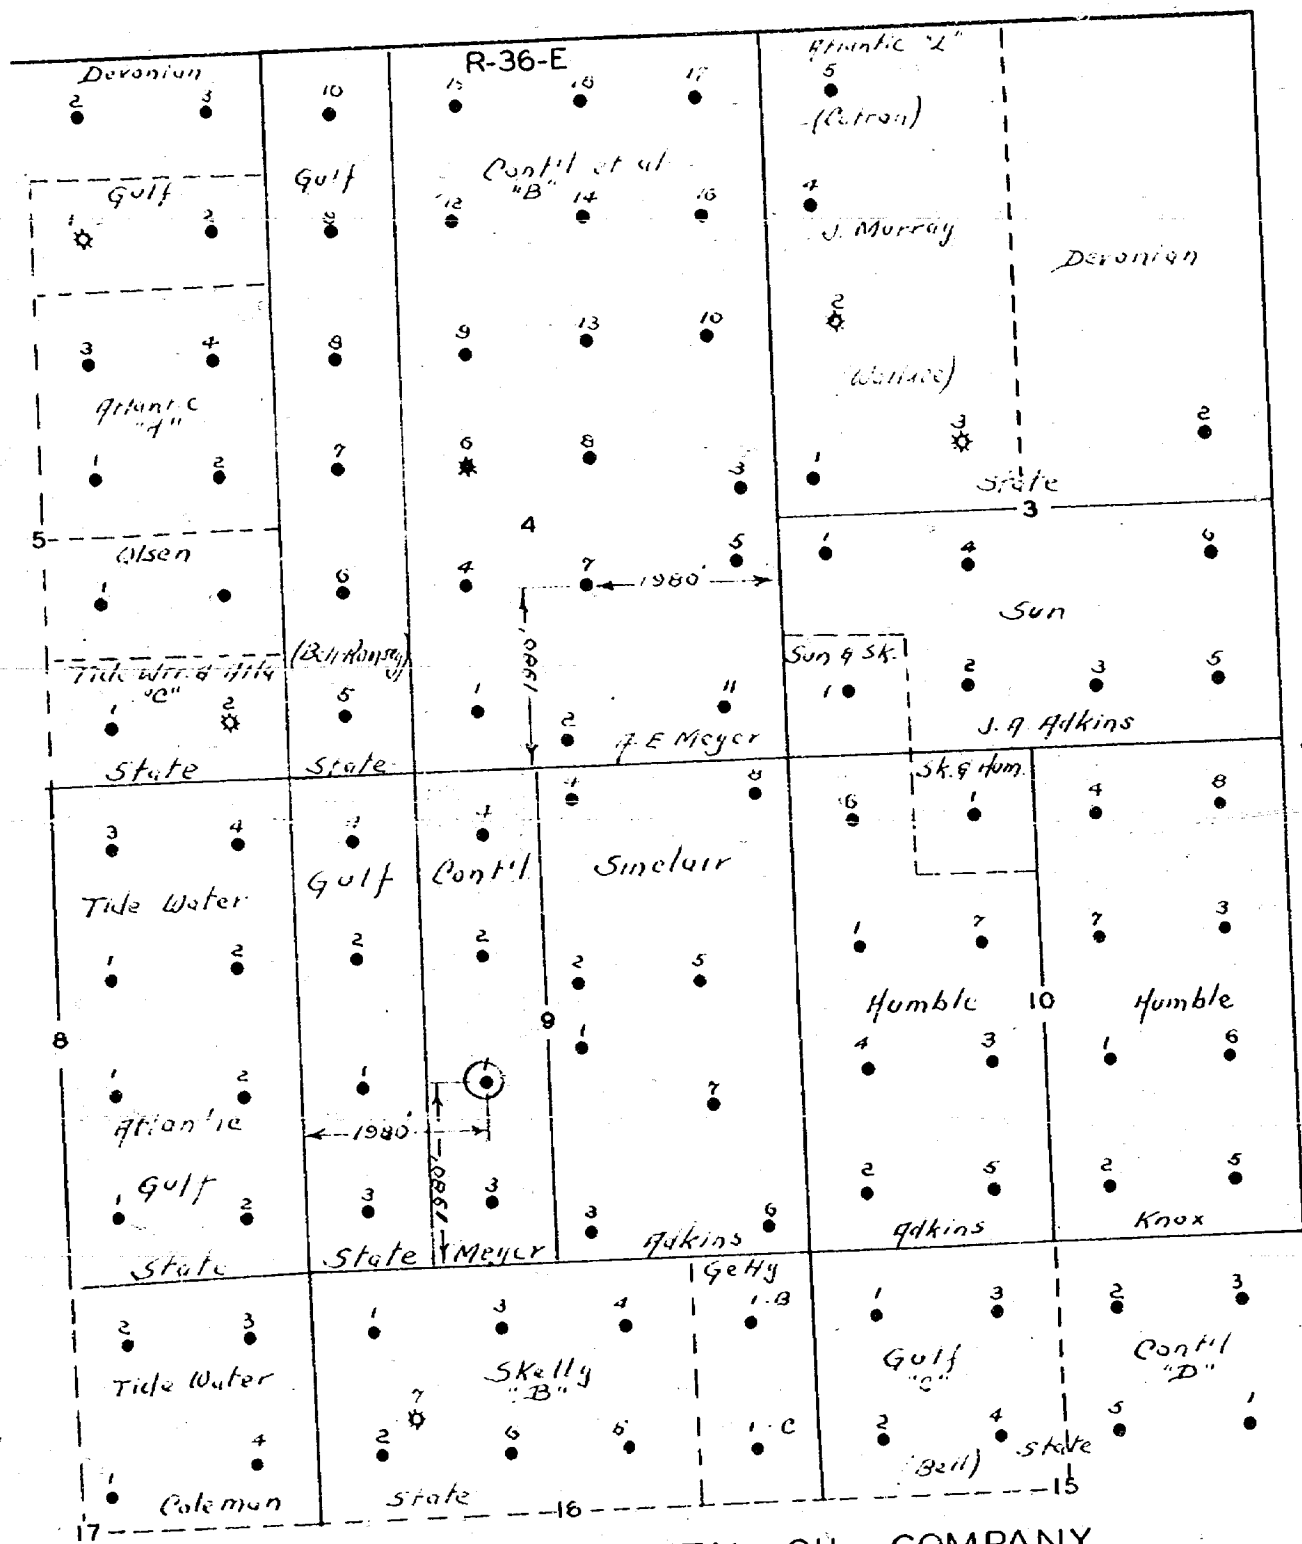 R-36-E
Devonian
2 3
10
15 18 17
Atlantic "L"
5
(Cotron)
Gulf
1 2
Gulf
Cont'l et al
"B"
12 14 16
4
J. Murray
Devonian
3 4
8
9 13 10
2
Wallace)
Atlantic
"A"
1 2
7
6 8 3
1 3
State
2
5
4
3
Olsen
1
6
4 7 5
1980'
1 4 6
Sun
(Bell Ramsey)
1980'
Sun & Sk.
1 2 3 5
J. A. Adkins
Tide Wtr. &
"C"
1 2
State
5
State
1 2 11
A. E. Meyer
3 4
Tide Water
1 2
Gulf
2
4
Cont'l
2
8
Sinclair
2 5
1
7
6
Sk. & Hum.
1
4 8
1 7
7 3
Humble
10
Humble
4 3
1 6
8
9
1 2
Atlantic
1
1
1980'
1980'
Gulf
1 2
State
3
State
3
Meyer
3 6
Adkins
2 5
Adkins
2 5
Knox
2 3
Tide Water
1 4
Coleman
1 3 4
Skelly
"B"
7
2 6
State
Getty
1-B
1-C
1 3
Gulf
2 4
(Bell)
State
2 3
Cont'l
"D"
5 1
17
16
15
OIL COMPANY